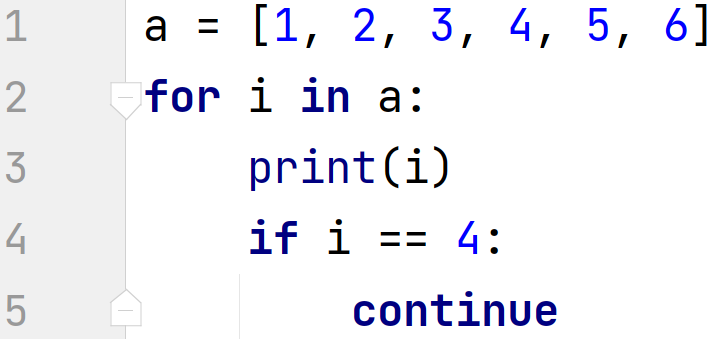 1 a = [1, 2, 3, 4, 5, 6]
2 for i in a:
3     print(i)
4     if i == 4:
5         continue